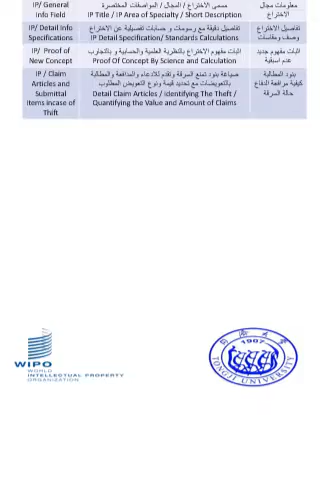 IP/ General
Info Field
مسمى الاختراع / المجال / المواصفات المختصرة
IP Title / IP Area of Specialty / Short Description
معلومات مجال
الاختراع
IP/ Detail Info
Specifications
تفاصيل دقيقة مع رسومات و حسابات تفصيلية عن الاختراع
IP Detail Specification/ Standards Calculations
تفاصيل الاختراع
وصف ومقاسات
IP/ Proof of
New Concept
اثبات مفهوم الاختراع بالنظرية العلمية والحسابية و بالتجارب
Proof Of Concept By Science and Calculation
اثبات مفهوم جديد
عدم اسبقية
IP / Claim
Articles and
Submittal
Items incase of
Thift
صياغة بنود تمنع السرقة وتقدم للادعاء والمدافعة والمطالبة
بالتعويضات مع تحديد قيمة ونوع التعويض المطلوب
Detail Claim Articles / Identifying The Theft /
Quantifying the Value and Amount of Claims
بنود المطالبة
كيفية مرافعة الدفاع
حالة السرقة
WIPO
WORLD
INTELLECTUAL PROPERTY
ORGANIZATION
1907
TONGJI UNIVERSITY